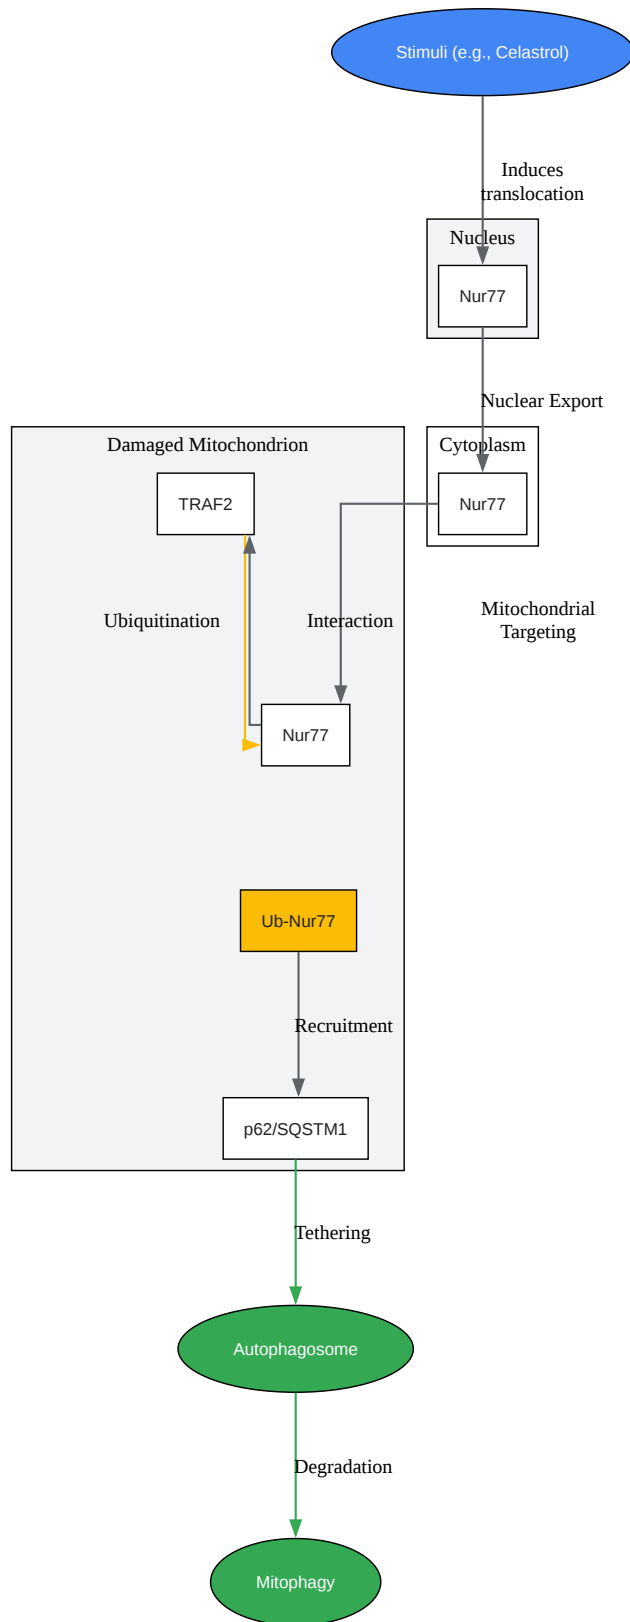 Stimuli (e.g., Celastrol)
Induces
translocation
Nucleus
Nur77
Nuclear Export
Damaged Mitochondrion
Cytoplasm
TRAF2
Nur77
Ubiquitination
Interaction
Mitochondrial
Targeting
Nur77
Ub-Nur77
Recruitment
p62/SQSTM1
Tethering
Autophagosome
Degradation
Mitophagy